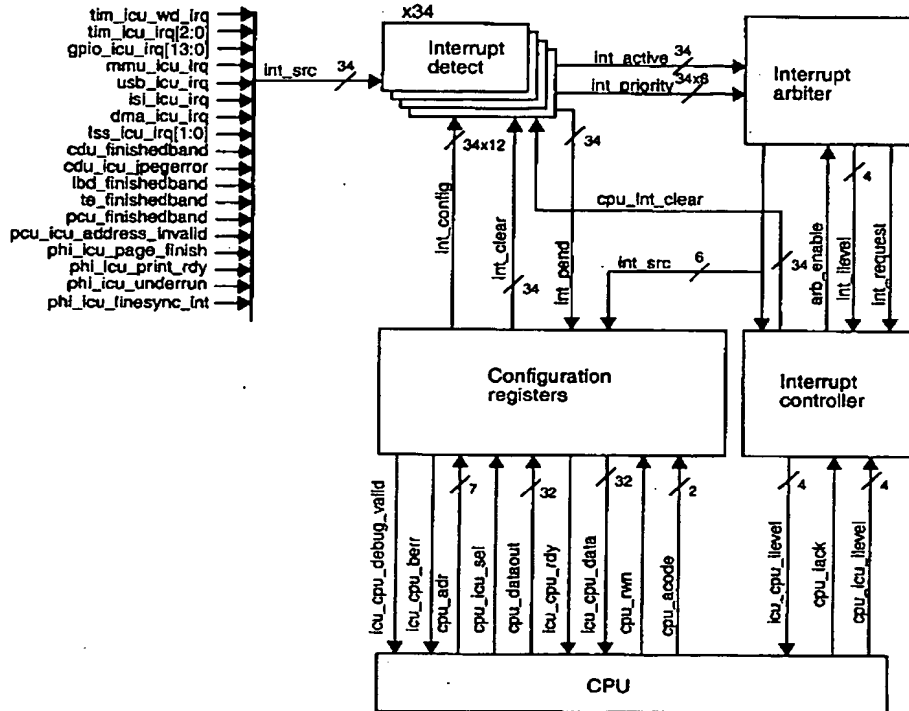 tim_icu_wd_irq
tim_icu_irq[2:0]
gpio_icu_irq[13:0]
mmu_icu_irq
usb_icu_irq
isi_icu_irq
dma_icu_irq
lss_icu_irq[1:0]
cdu_finishedband
cdu_icu_jpegerror
lbd_finishedband
te_finishedband
pcu_finishedband
pcu_icu_address_invalid
phi_icu_page_finish
phi_icu_print_rdy
phi_icu_underrun
phi_icu_linesync_int
int_src
34
x34
Interrupt
detect
int_active
34
int_priority
34x8
Interrupt
arbiter
34x12
34
int_config
int_clear
34
int_pend
cpu_int_clear
int_src
6
34
arb_enable
4
int_ilevel
int_request
Configuration
registers
Interrupt
controller
icu_cpu_debug_valid
icu_cpu_berr
cpu_adr
7
cpu_icu_sel
cpu_dataout
32
icu_cpu_rdy
icu_cpu_data
32
cpu_rwn
cpu_acode
2
icu_cpu_ilevel
4
cpu_iack
cpu_icu_ilevel
4
CPU